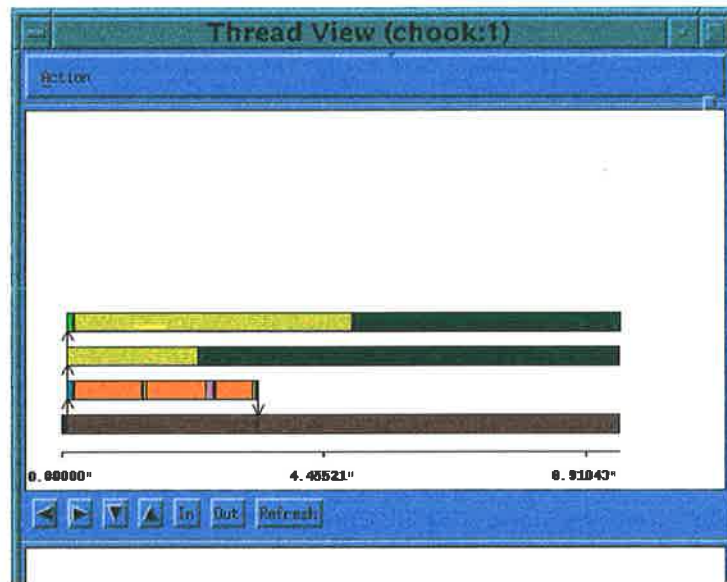 Thread View (chook:1)
Action
0.00000" 4.45521" 8.91043"
In Out Refresh